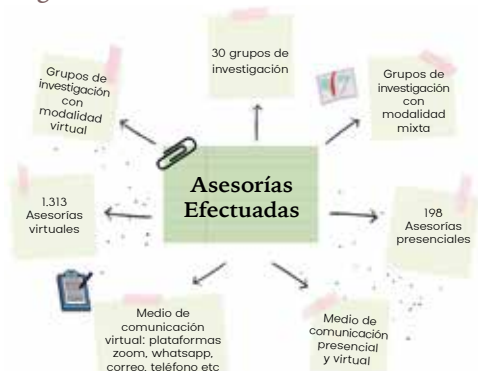 30 grupos de
investigación
Grupos de
investigación
con
modalidad
virtual
Grupos de
investigación
con
modalidad
mixta
Asesorías
Efectuadas
1.313
Asesorías
virtuales
198
Asesorías
presenciales
Medio de
comunicación
virtual: plataformas
zoom, whatsapp,
correo, teléfono etc
Medio de
comunicación
presencial
y virtual